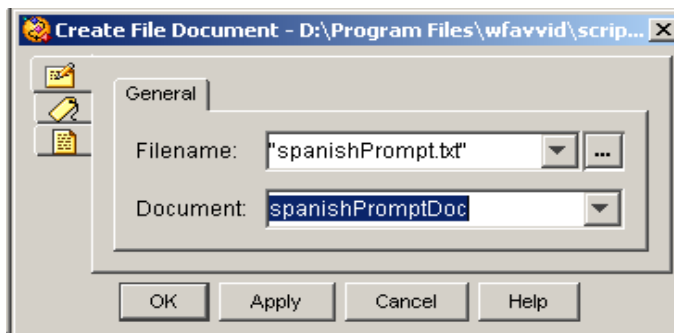 Create File Document - D:\Program Files\wfavvid\scrip...
General
Filename: "spanishPrompt.txt" ...
Document: spanishPromptDoc
OK Apply Cancel Help